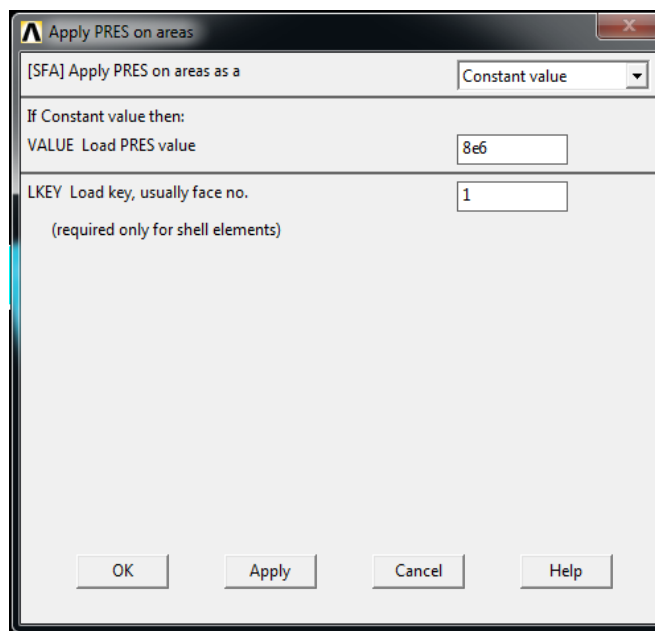 Apply PRES on areas
[SFA] Apply PRES on areas as a Constant value
If Constant value then:
VALUE Load PRES value 8e6
LKEY Load key, usually face no. 1
(required only for shell elements)
OK Apply Cancel Help